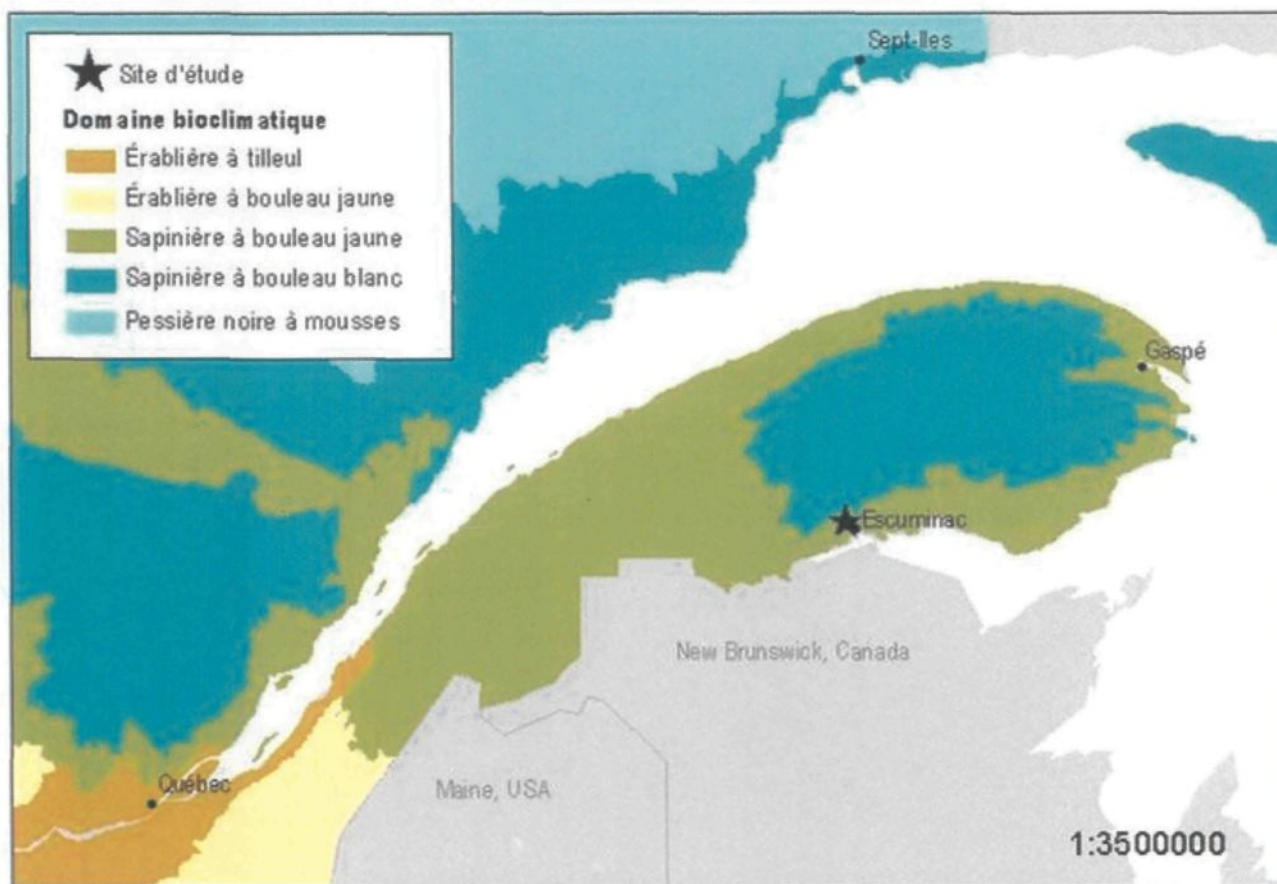 Site d'étude
Domaine bioclimatique
Érablière à tilleul
Érablière à bouleau jaune
Sapinière à bouleau jaune
Sapinière à bouleau blanc
Pessière noire à mousses
Sept-Iles
Gaspé
Escuminac
New Brunswick, Canada
Québec
Maine, USA
1:3500000